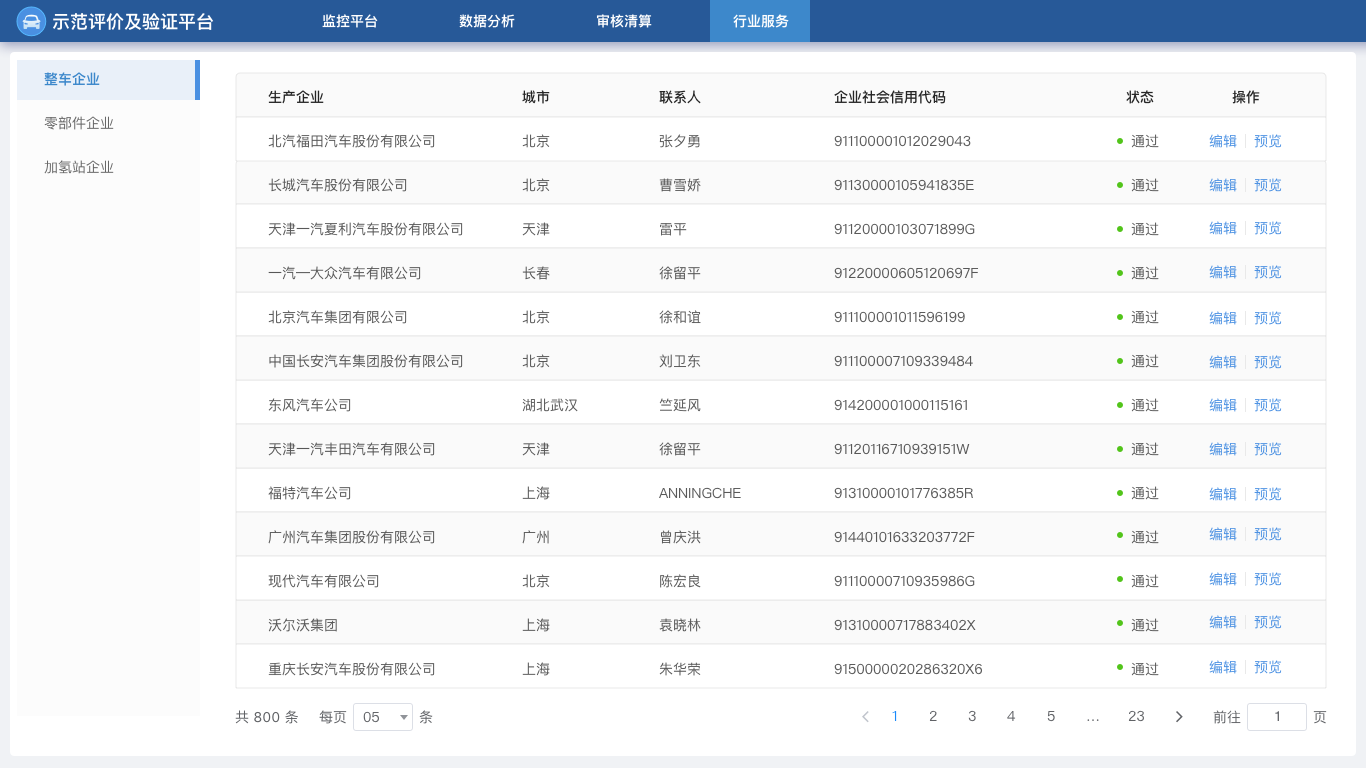 示范评价及验证平台 监控平台 数据分析 审核清算 行业服务
整车企业
零部件企业
加氢站企业
生产企业 城市 联系人 企业社会信用代码 状态 操作
北汽福田汽车股份有限公司 北京 张夕勇 911100001012029043 通过 编辑 预览
长城汽车股份有限公司 北京 曹雪娇 91130000105941835E 通过 编辑 预览
天津一汽夏利汽车股份有限公司 天津 雷平 91120000103071899G 通过 编辑 预览
一汽—大众汽车有限公司 长春 徐留平 91220000605120697F 通过 编辑 预览
北京汽车集团有限公司 北京 徐和谊 911100001011596199 通过 编辑 预览
中国长安汽车集团股份有限公司 北京 刘卫东 911100007109339484 通过 编辑 预览
东风汽车公司 湖北武汉 竺延风 914200001000115161 通过 编辑 预览
天津一汽丰田汽车有限公司 天津 徐留平 91120116710939151W 通过 编辑 预览
福特汽车公司 上海 ANNINGCHE 91310000101776385R 通过 编辑 预览
广州汽车集团股份有限公司 广州 曾庆洪 91440101633203772F 通过 编辑 预览
现代汽车有限公司 北京 陈宏良 91110000710935986G 通过 编辑 预览
沃尔沃集团 上海 袁晓林 91310000717883402X 通过 编辑 预览
重庆长安汽车股份有限公司 上海 朱华荣 9150000020286320X6 通过 编辑 预览
共 800 条 每页 05 条 1 2 3 4 5 ... 23 前往 1 页